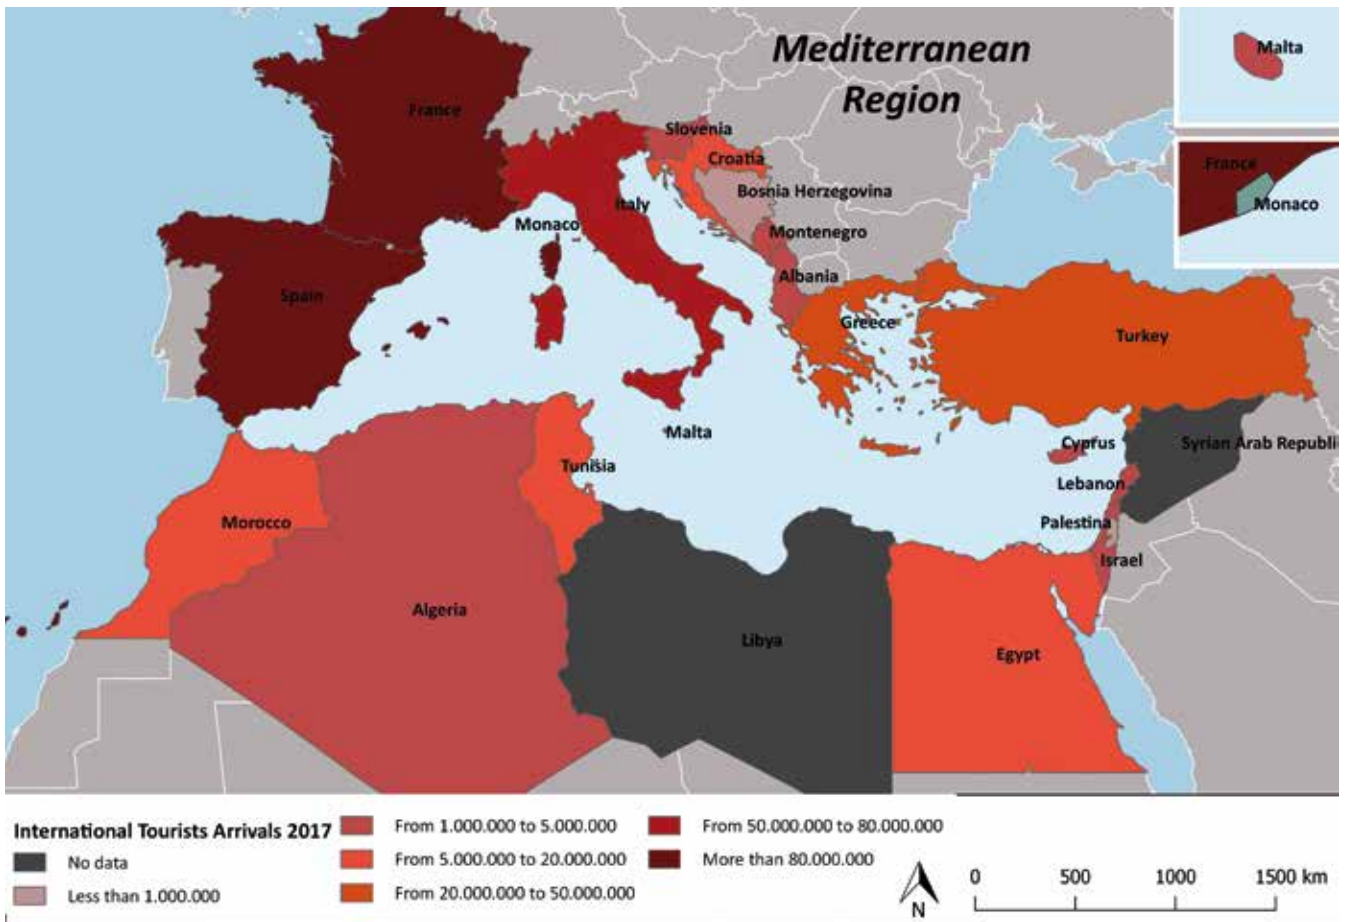 Mediterranean
Region
Malta
France
Monaco
France
Slovenia
Croatia
Bosnia Herzegovina
Italy
Monaco
Montenegro
Albania
Spain
Greece
Turkey
Malta
Cyprus
Syrian Arab Republi
Tunisia
Lebanon
Morocco
Palestina
Israel
Algeria
Libya
Egypt
International Tourists Arrivals 2017
No data
Less than 1.000.000
From 1.000.000 to 5.000.000
From 5.000.000 to 20.000.000
From 20.000.000 to 50.000.000
From 50.000.000 to 80.000.000
More than 80.000.000
N
0 500 1000 1500 km